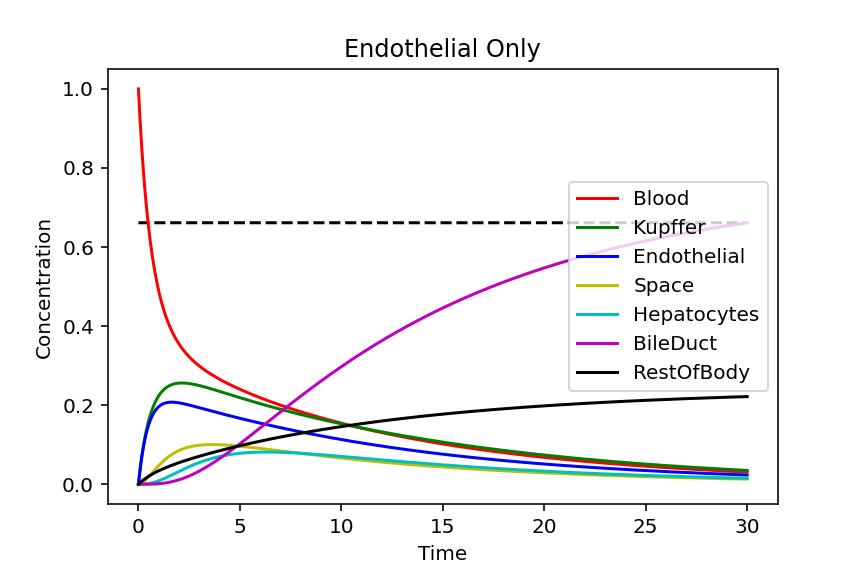 Endothelial Only
Concentration
1.0
0.8
0.6
0.4
0.2
0.0
Blood
Kupffer
Endothelial
Space
Hepatocytes
BileDuct
RestOfBody
0 5 10 15 20 25 30
Time